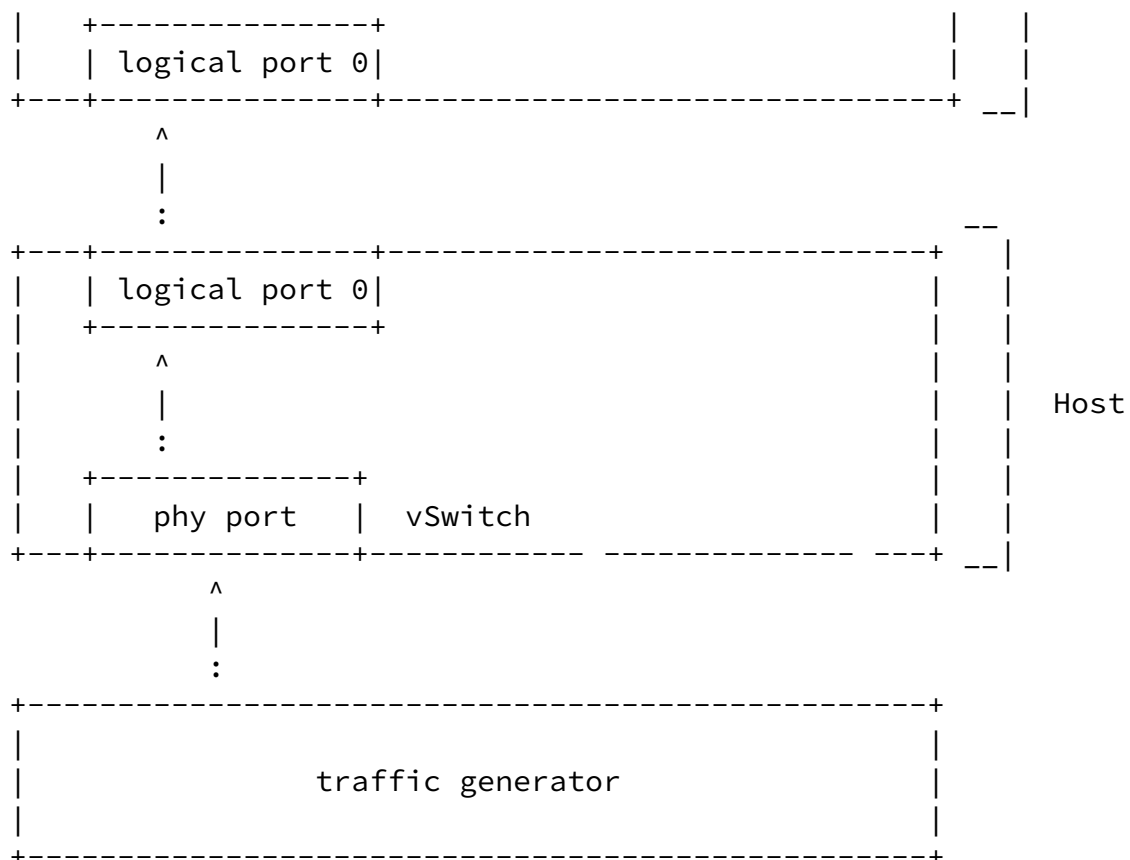 logical port 0
logical port 0
Host
phy port vSwitch
traffic generator